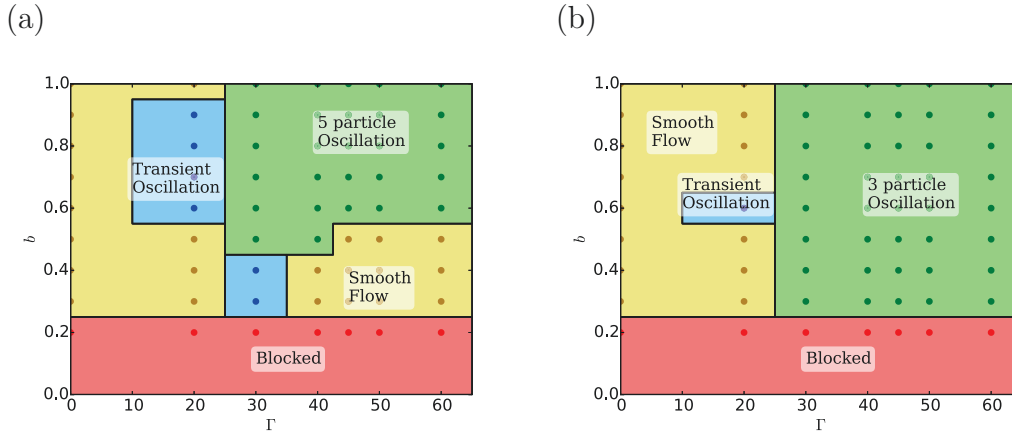 (a)
(b)
1.0
0.8
0.6
0.4
0.2
0.0
b
5 particle
Oscillation
Transient
Oscillation
Smooth
Flow
Blocked
0
10
20
30
40
50
60
Γ
1.0
0.8
0.6
0.4
0.2
0.0
b
Smooth
Flow
Transient
Oscillation
3 particle
Oscillation
Blocked
0
10
20
30
40
50
60
Γ